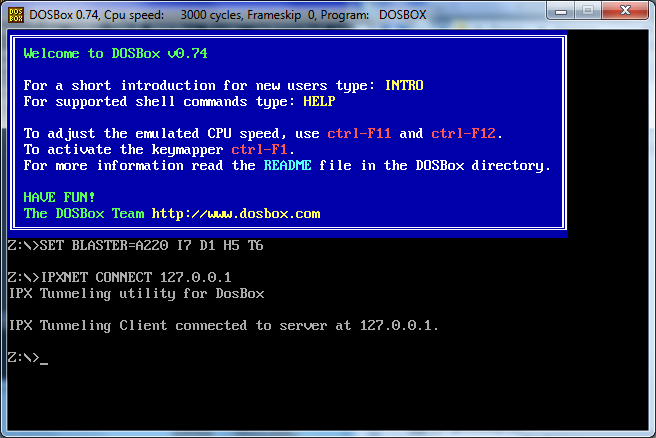 DOSBox 0.74, Cpu speed:    3000 cycles, Frameskip  0, Program:   DOSBOX
Welcome to DOSBox v0.74
For a short introduction for new users type: INTRO
For supported shell commands type: HELP
To adjust the emulated CPU speed, use ctrl-F11 and ctrl-F12.
To activate the keymapper ctrl-F1.
For more information read the README file in the DOSBox directory.
HAVE FUN!
The DOSBox Team http://www.dosbox.com
Z:\>SET BLASTER=A220 I7 D1 H5 T6
Z:\>IPXNET CONNECT 127.0.0.1
IPX Tunneling utility for DosBox
IPX Tunneling Client connected to server at 127.0.0.1.
Z:\>_